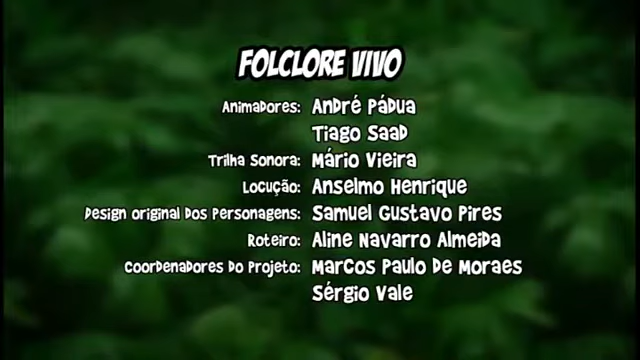 FOLCLORE VIVO
Animadores: André Pádua
Tiago Saad
Trilha Sonora: Mário Vieira
Locução: Anselmo Henrique
Design original dos Personagens: Samuel Gustavo Pires
Roteiro: Aline Navarro Almeida
Coordenadores do Projeto: Marcos Paulo de Moraes
Sérgio Vale